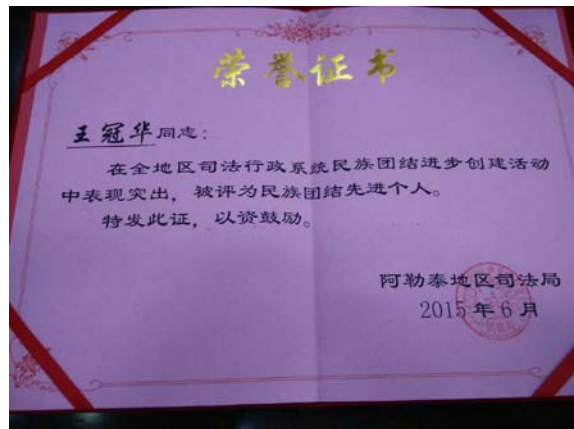 荣誉证书
王冠华同志：
在全地区司法行政系统民族团结进步创建活动
中表现突出，被评为民族团结先进个人。
特发此证，以资鼓励。
阿勒泰地区司法局
2015年6月